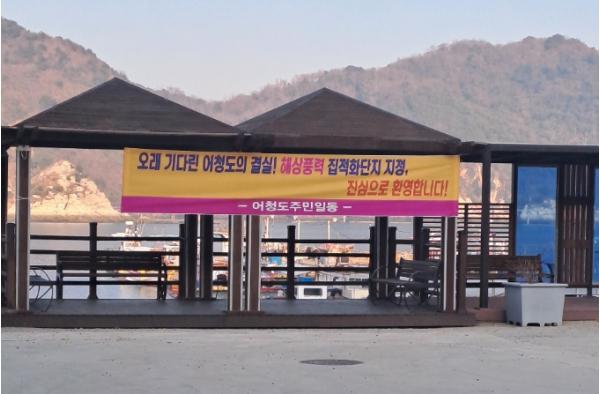 오래 기다린 어청도의 결실! 해상풍력 집적화단지 지정,
진심으로 환영합니다!
- 어청도주민일동 -